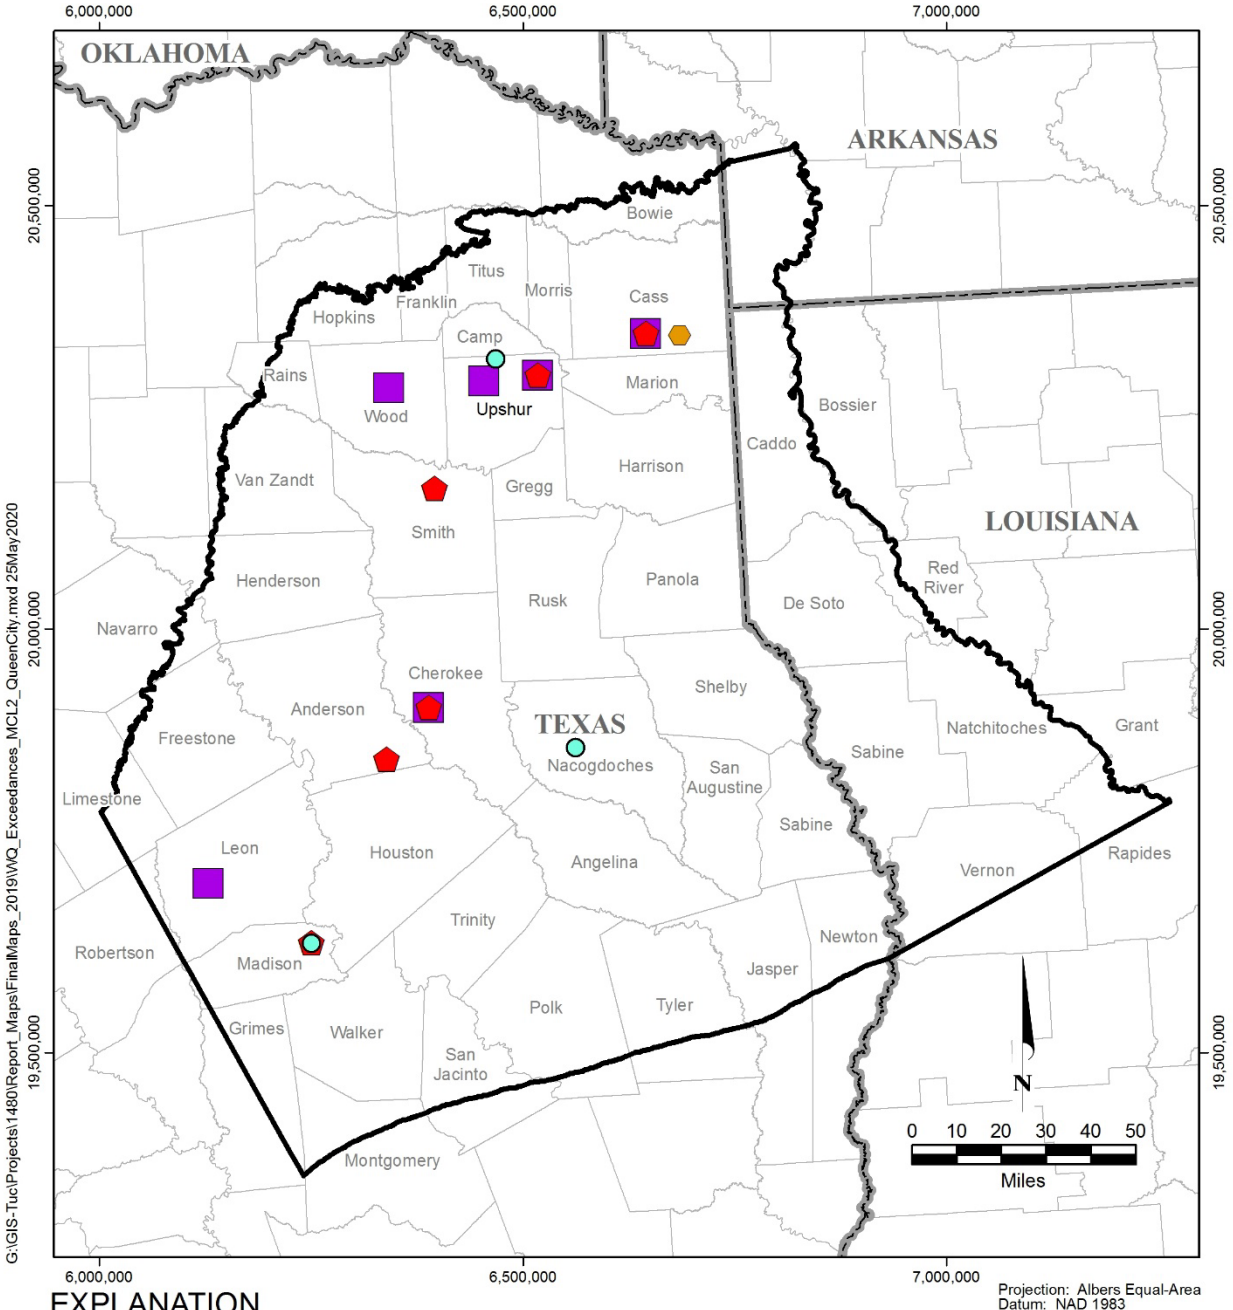 6,000,000 6,500,000 7,000,000
OKLAHOMA
ARKANSAS
20,500,000
20,500,000
Bowie
Titus
Morris
Cass
Franklin
Hopkins
Camp
Rains
Marion
Wood
Upshur
Bossier
Caddo
Harrison
Van Zandt
Gregg
LOUISIANA
Smith
Red
River
Henderson
Panola
Rusk
De Soto
Navarro
20,000,000
20,000,000
Cherokee
Shelby
Anderson
TEXAS
Natchitoches
Grant
Freestone
Sabine
Nacogdoches
San
Augustine
Limestone
Sabine
Leon
Houston
Angelina
Vernon
Rapides
Trinity
Newton
Robertson
Madison
Jasper
Polk
Tyler
Grimes
Walker
San
Jacinto
19,500,000
19,500,000
N
0 10 20 30 40 50
Miles
Montgomery
6,000,000 6,500,000 7,000,000
G:\GIS-Tuc\Projects\1480\Report_Maps\FinalMaps_2019\WQ_Exceedances_MCL2_QueenCity.mxd 25May2020
EXPLANATION
Projection: Albers Equal-Area
Datum: NAD 1983